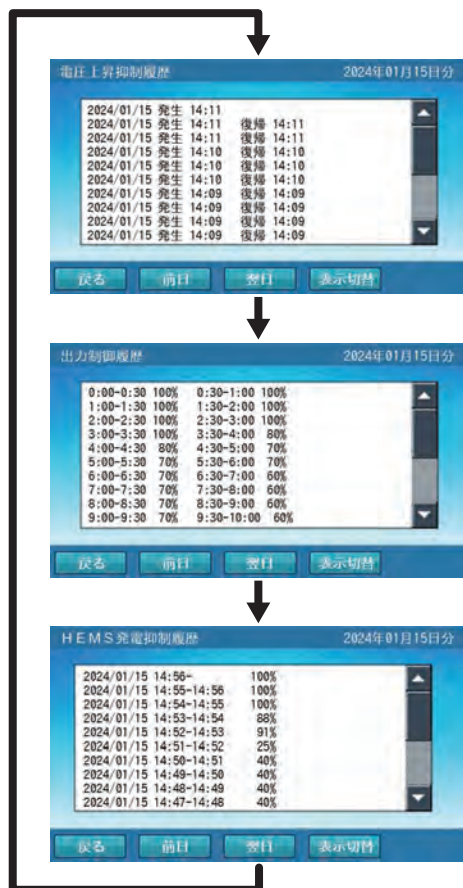 電圧上昇抑制履歴 2024年01月15日分
2024/01/15 発生 14:11
2024/01/15 発生 14:11 復帰 14:11
2024/01/15 発生 14:11 復帰 14:11
2024/01/15 発生 14:10 復帰 14:10
2024/01/15 発生 14:10 復帰 14:10
2024/01/15 発生 14:10 復帰 14:10
2024/01/15 発生 14:09 復帰 14:09
2024/01/15 発生 14:09 復帰 14:09
2024/01/15 発生 14:09 復帰 14:09
2024/01/15 発生 14:09 復帰 14:09
戻る 前日 翌日 表示切替
出力制御履歴 2024年01月15日分
0:00-0:30 100% 0:30-1:00 100%
1:00-1:30 100% 1:30-2:00 100%
2:00-2:30 100% 2:30-3:00 100%
3:00-3:30 100% 3:30-4:00 80%
4:00-4:30 80% 4:30-5:00 70%
5:00-5:30 70% 5:30-6:00 70%
6:00-6:30 70% 6:30-7:00 60%
7:00-7:30 70% 7:30-8:00 60%
8:00-8:30 70% 8:30-9:00 60%
9:00-9:30 70% 9:30-10:00 60%
戻る 前日 翌日 表示切替
HEMS発電抑制履歴 2024年01月15日分
2024/01/15 14:56- 100%
2024/01/15 14:55-14:56 100%
2024/01/15 14:54-14:55 100%
2024/01/15 14:53-14:54 88%
2024/01/15 14:52-14:53 91%
2024/01/15 14:51-14:52 25%
2024/01/15 14:50-14:51 40%
2024/01/15 14:49-14:50 40%
2024/01/15 14:48-14:49 40%
2024/01/15 14:47-14:48 40%
戻る 前日 翌日 表示切替